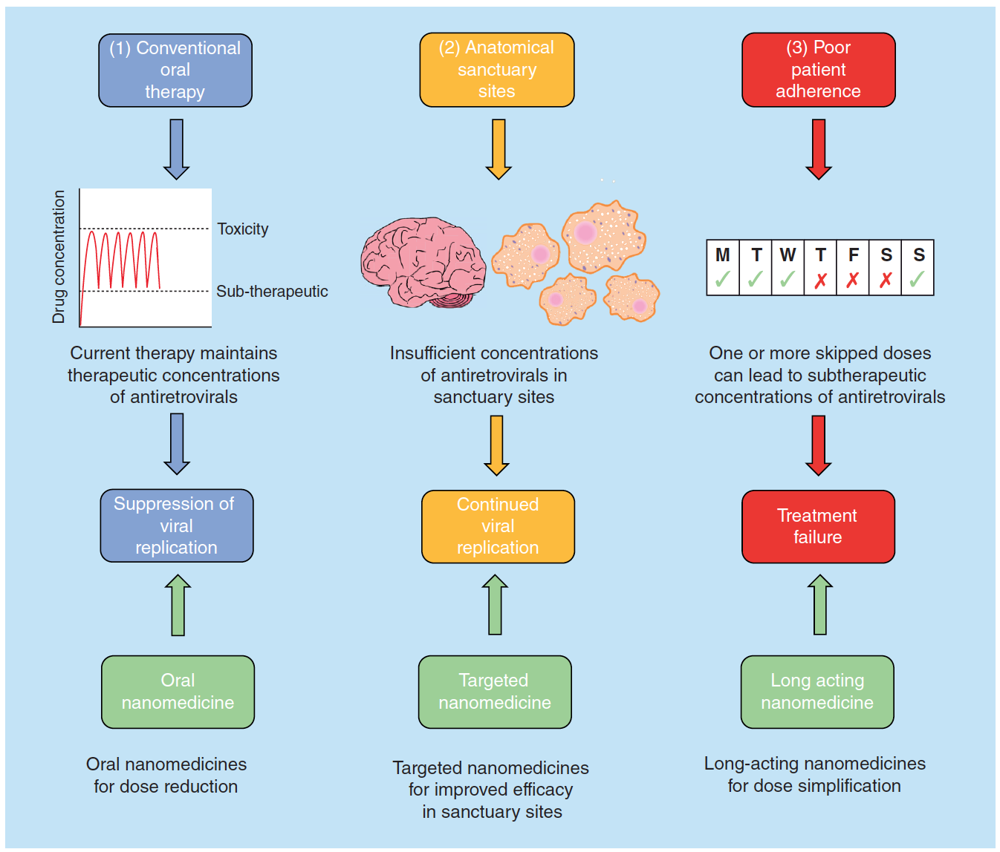 (1) Conventional
oral
therapy
Drug concentration
Toxicity
Sub-therapeutic
Current therapy maintains
therapeutic concentrations
of antiretrovirals
Suppression of
viral
replication
Oral
nanomedicine
Oral nanomedicines
for dose reduction
(2) Anatomical
sanctuary
sites
Insufficient concentrations
of antiretrovirals in
sanctuary sites
Continued
viral
replication
Targeted
nanomedicine
Targeted nanomedicines
for improved efficacy
in sanctuary sites
(3) Poor
patient
adherence
M T W T F S S
✓ ✓ ✓ ✗ ✗ ✗ ✓
One or more skipped doses
can lead to subtherapeutic
concentrations of antiretrovirals
Treatment
failure
Long acting
nanomedicine
Long-acting nanomedicines
for dose simplification